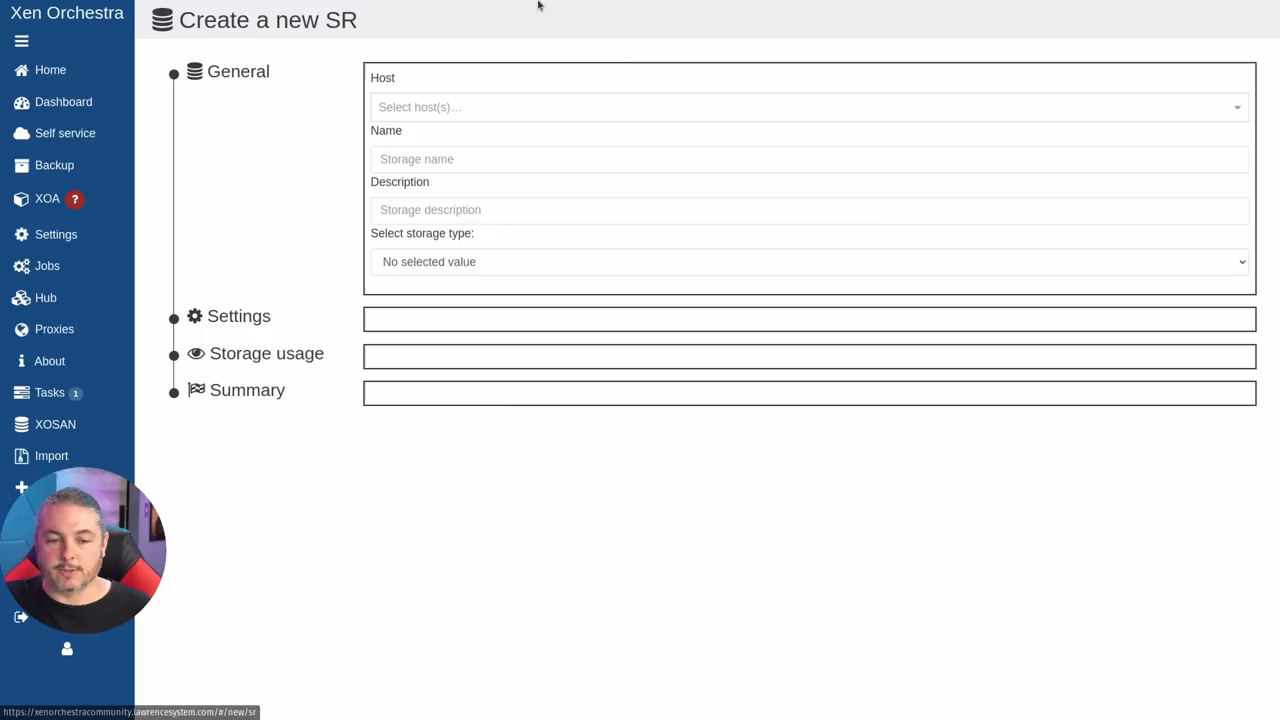 Xen Orchestra
Create a new SR
Home
Dashboard
Self service
Backup
XOA ?
Settings
Jobs
Hub
Proxies
About
Tasks 1
XOSAN
Import
General
Host
Select host(s)...
Name
Storage name
Description
Storage description
Select storage type:
No selected value
Settings
Storage usage
Summary
https://xenorchestracommunity.lawrencesystem.com/#/new/sr